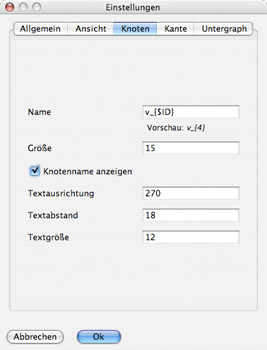 Einstellungen
Allgemein Ansicht Knoten Kante Untergraph
Name v_{$ID}
Vorschau: v_{4}
Größe 15
Knotenname anzeigen
Textausrichtung 270
Textabstand 18
Textgröße 12
Abbrechen Ok